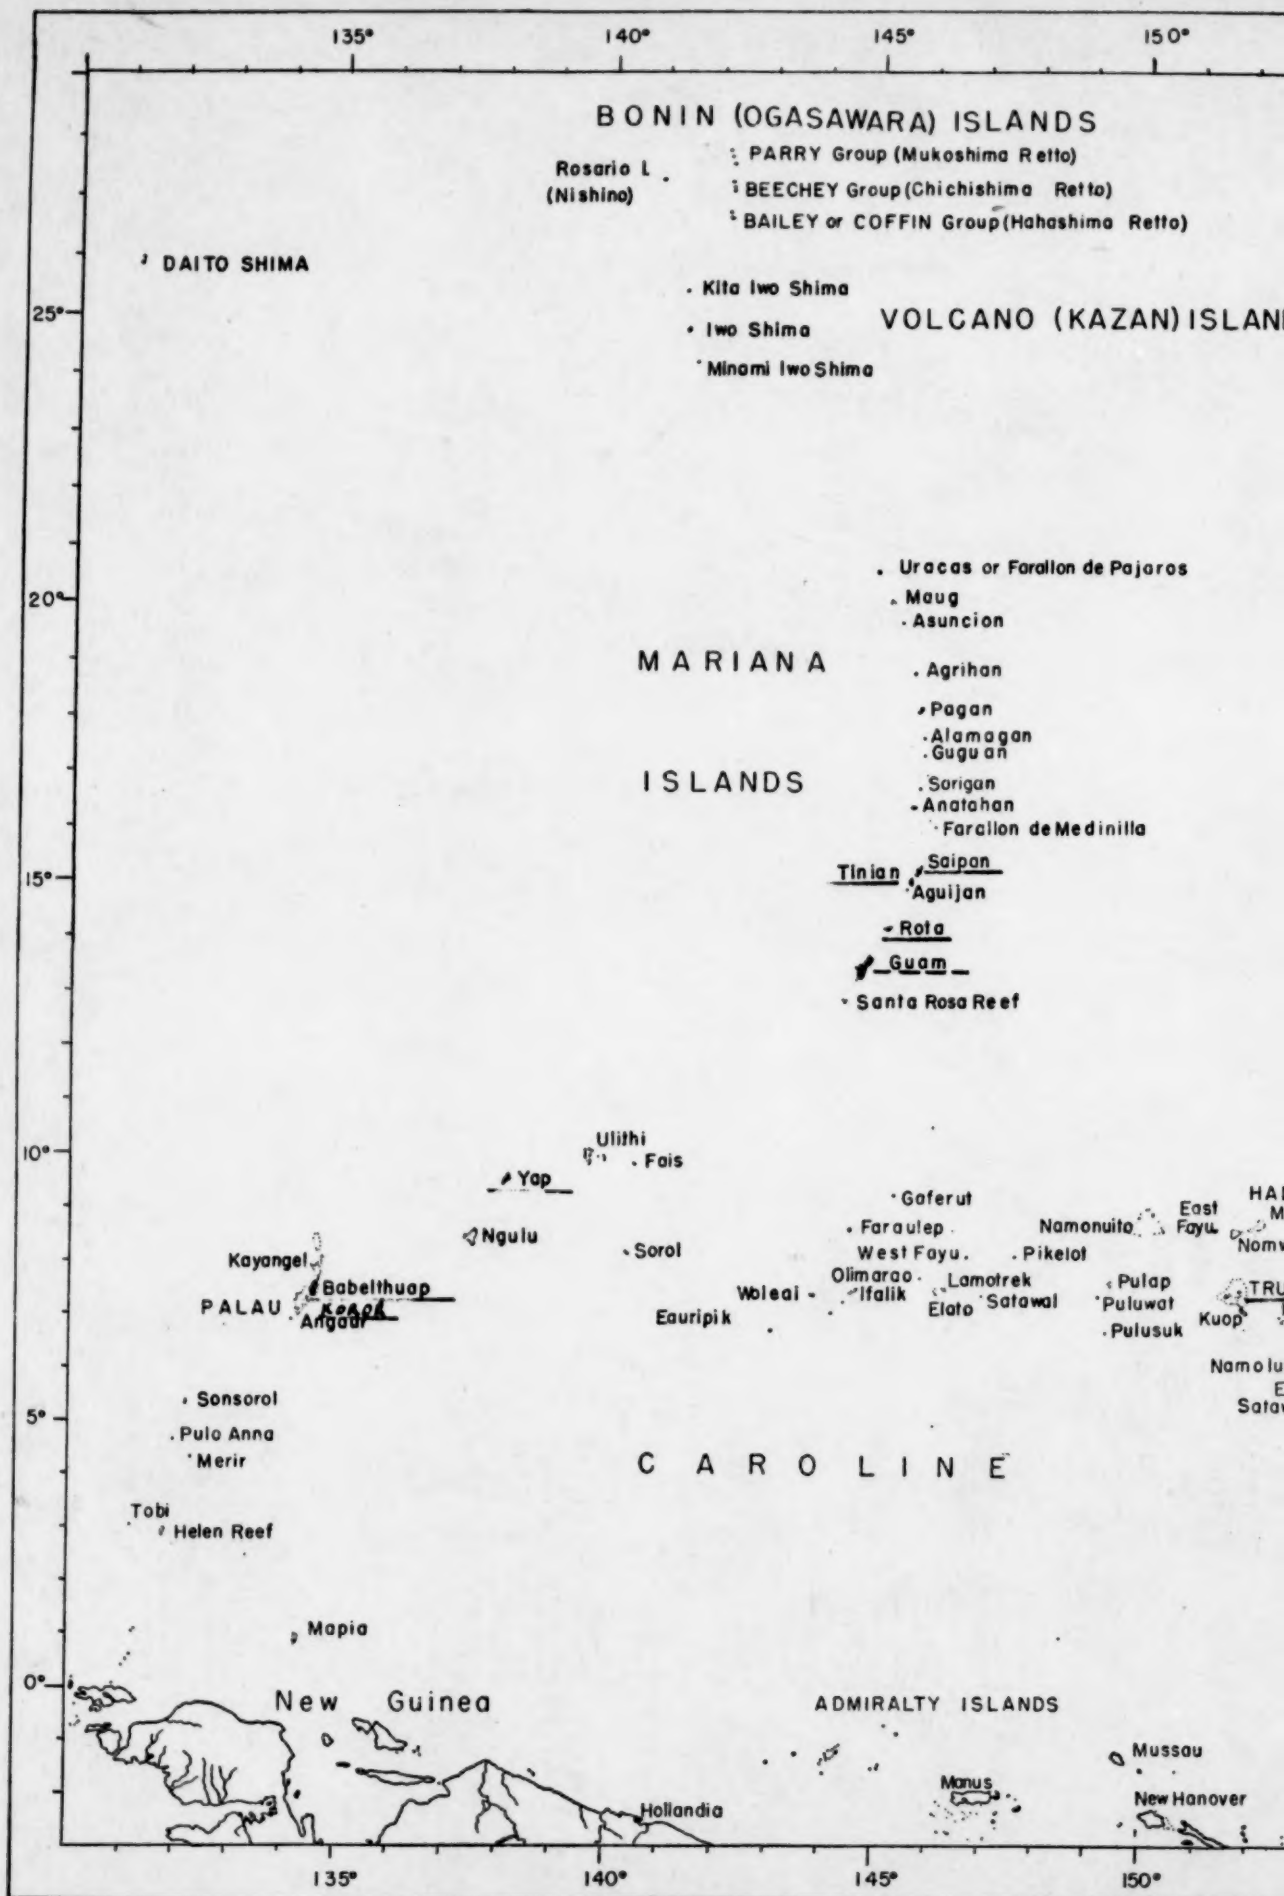 135° 140° 145° 150°
BONIN (OGASAWARA) ISLANDS
PARRY Group (Mukoshima Retto)
Rosario I.
(Nishino)
BEECHEY Group (Chichishima Retto)
BAILEY or COFFIN Group (Hahashima Retto)
DAITO SHIMA
Kita Iwo Shima
25°
VOLCANO (KAZAN) ISLAN
Iwo Shima
Minami Iwo Shima
Uracas or Farallon de Pajaros
20°
Maug
Asuncion
MARIANA
Agrihan
Pagan
Alamagan
Guguan
ISLANDS
Sarigan
Anatahan
Farallon de Medinilla
Saipan
15°
Tinian
Aguijan
Rota
Guam
Santa Rosa Reef
10°
Ulithi
Fais
Yap
Gaferut
HA
East
Fayu
M
Faraulep
Namonuito
Ngulu
Nomw
Sorol
West Fayu
Pikelot
Kayangel
Olimarao
Lamotrek
Pulap
Babelthuap
Woleai
Ifalik
Satawal
Puluwat
TRU
PALAU
KOROR
Elato
Kuop
Angaur
Eauripik
Pulusuk
Namolu
E
Sonsorol
Sataw
5°
Pulo Anna
Merir
CAROLINE
Tobi
Helen Reef
Mapia
0°
New Guinea
ADMIRALTY ISLANDS
Mussau
Manus
New Hanover
Hollandia
135° 140° 145° 150°